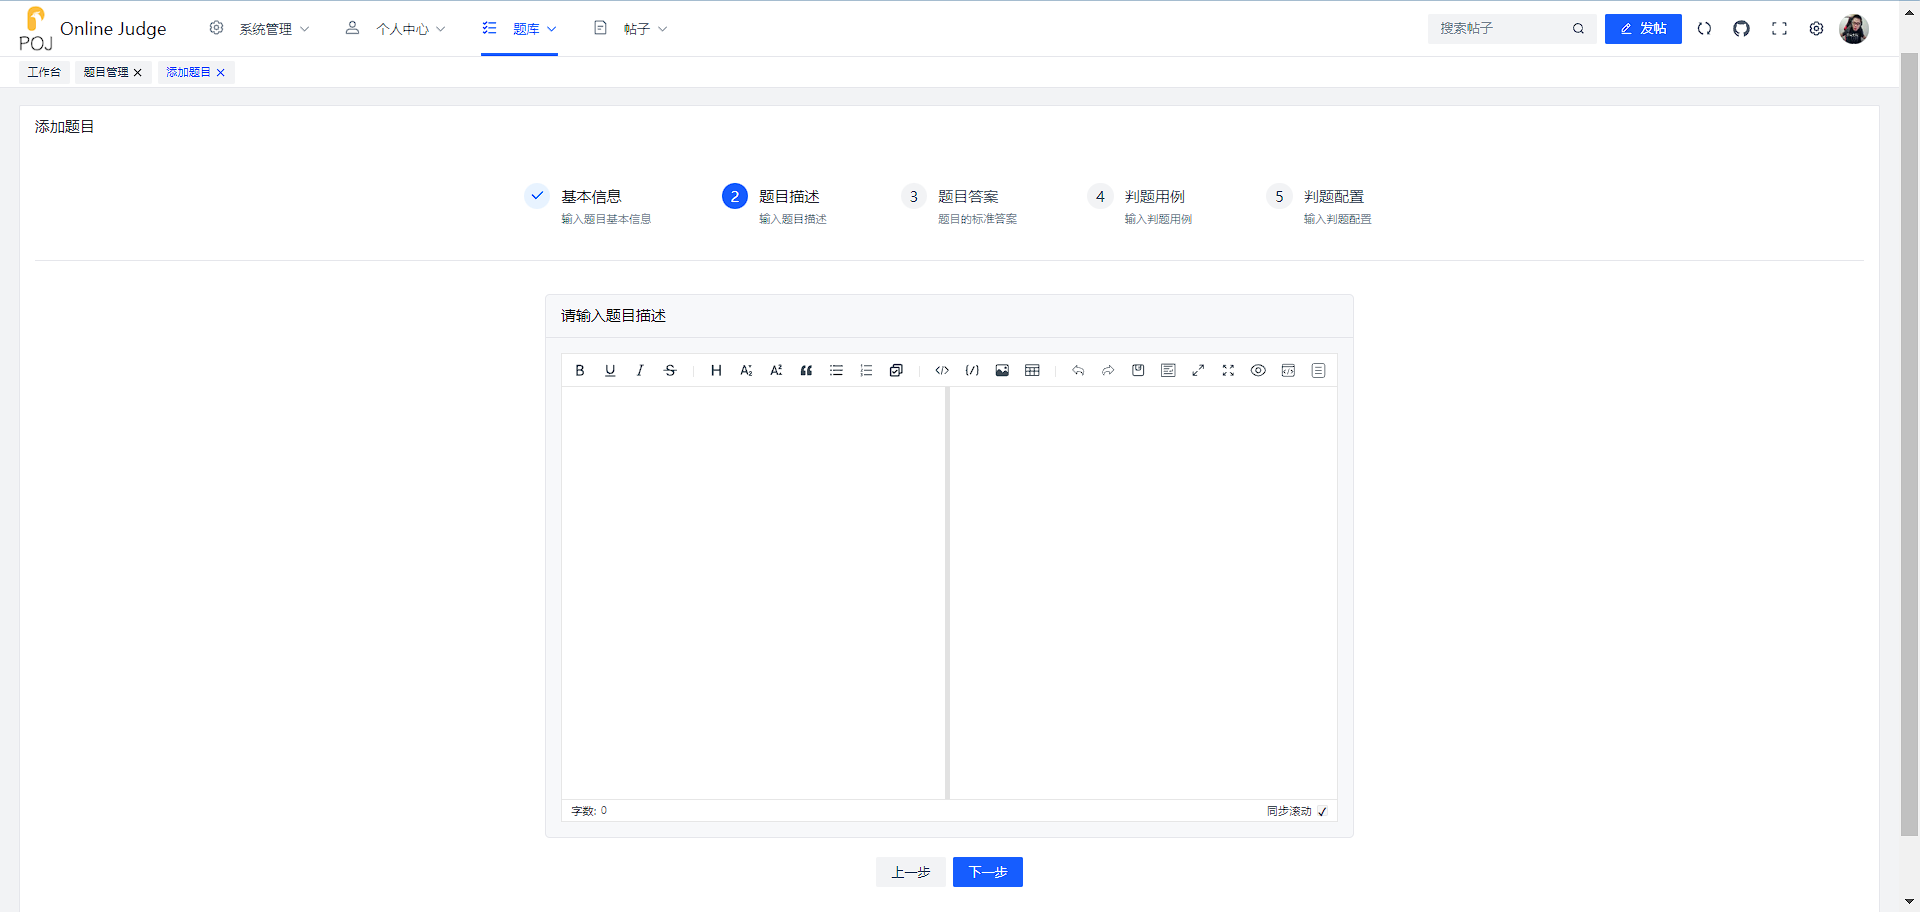 POJ
Online Judge
系统管理
个人中心
题库
帖子
搜索帖子
发帖
工作台
题目管理
添加题目
添加题目
基本信息
输入题目基本信息
2
题目描述
输入题目描述
3
题目答案
题目的标准答案
4
判题用例
输入判题用例
5
判题配置
输入判题配置
请输入题目描述
字数: 0
同步滚动
上一步
下一步